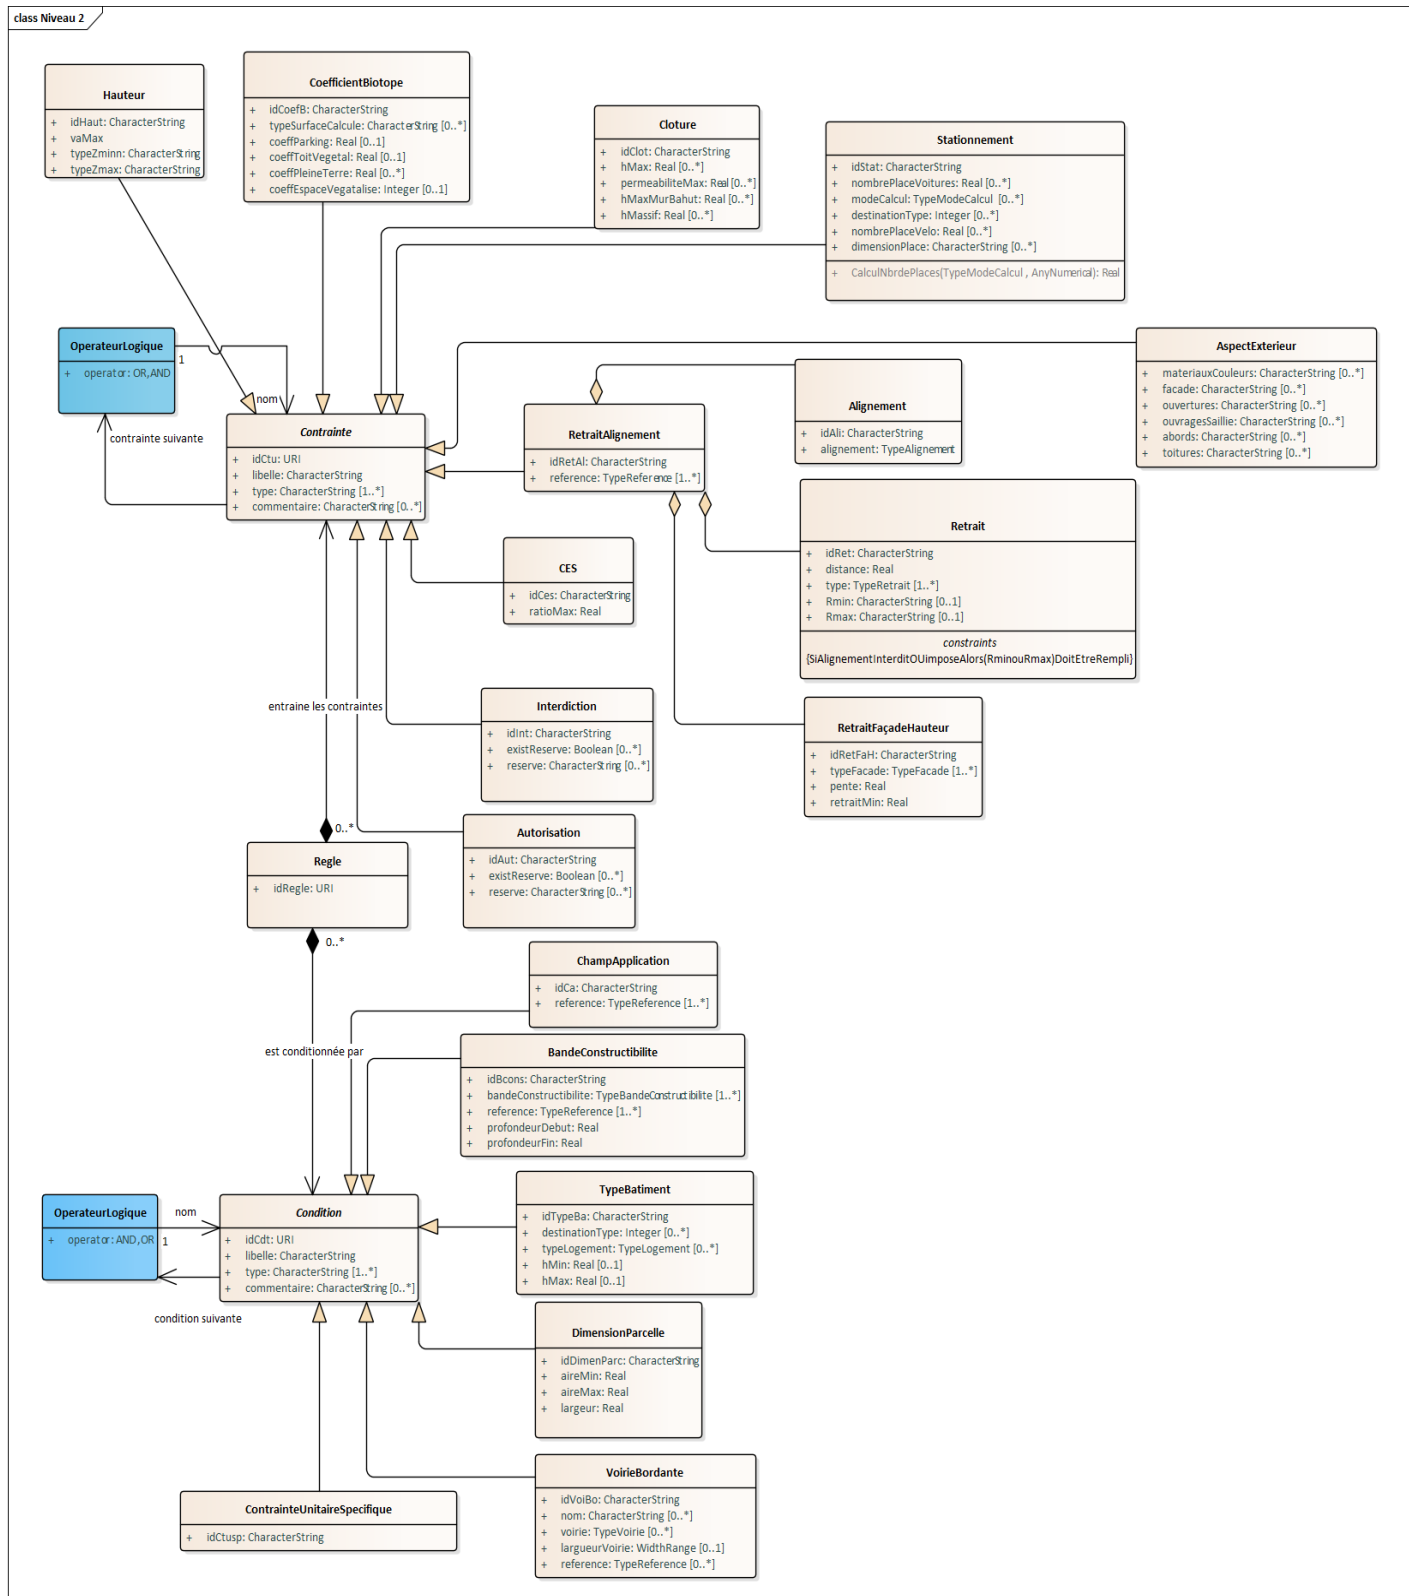 class Niveau 2
Hauteur
+ idHaut: CharacterString
+ vaMax
+ typeZminn: CharacterString
+ typeZmax: CharacterString
CoefficientBiotope
+ idCoefB: CharacterString
+ typeSurfaceCalcule: CharacterString [0..*]
+ coeffParking: Real [0..1]
+ coeffToitVegetal: Real [0..1]
+ coeffPleineTerre: Real [0..*]
+ coeffEspaceVegatalise: Integer [0..1]
Cloture
+ idClot: CharacterString
+ hMax: Real [0..*]
+ permeabiliteMax: Real [0..*]
+ hMaxMurBahut: Real [0..*]
+ hMassif: Real [0..*]
Stationnement
+ idStat: CharacterString
+ nombrePlaceVoitures: Real [0..*]
+ modeCalcul: TypeModeCalcul [0..*]
+ destinationType: Integer [0..*]
+ nombrePlaceVelo: Real [0..*]
+ dimensionPlace: CharacterString [0..*]
+ CalculNbrdePlaces(TypeModeCalcul , AnyNumerical): Real
OperateurLogique
+ operator: OR,AND
1
nom
contrainte suivante
Contrainte
+ idCtu: URI
+ libelle: CharacterString
+ type: CharacterString [1..*]
+ commentaire: CharacterString [0..*]
RetraitAlignement
+ idRetAl: CharacterString
+ reference: TypeReference [1..*]
Alignement
+ idAli: CharacterString
+ alignement: TypeAlignement
AspectExterieur
+ materiauxCouleurs: CharacterString [0..*]
+ facade: CharacterString [0..*]
+ ouvertures: CharacterString [0..*]
+ ouvragesSaillie: CharacterString [0..*]
+ abords: CharacterString [0..*]
+ toitures: CharacterString [0..*]
Retrait
+ idRet: CharacterString
+ distance: Real
+ type: TypeRetrait [1..*]
+ Rmin: CharacterString [0..1]
+ Rmax: CharacterString [0..1]
constraints
{SiAlignementInterditOUimposeAlors(RminouRmax)DoitEtreRempli}
CES
+ idCes: CharacterString
+ ratioMax: Real
entraine les contraintes
Interdiction
+ idInt: CharacterString
+ existReserve: Boolean [0..*]
+ reserve: CharacterString [0..*]
RetraitFaçadeHauteur
+ idRetFaH: CharacterString
+ typeFacade: TypeFacade [1..*]
+ pente: Real
+ retraitMin: Real
0..*
Regle
+ idRegle: URI
0..*
Autorisation
+ idAut: CharacterString
+ existReserve: Boolean [0..*]
+ reserve: CharacterString [0..*]
ChampApplication
+ idCa: CharacterString
+ reference: TypeReference [1..*]
est conditionnée par
BandeConstructibilite
+ idBcons: CharacterString
+ bandeConstructibilite: TypeBandeConstructibilite [1..*]
+ reference: TypeReference [1..*]
+ profondeurDebut: Real
+ profondeurFin: Real
OperateurLogique
+ operator: AND,OR
nom
1
condition suivante
Condition
+ idCdt: URI
+ libelle: CharacterString
+ type: CharacterString [1..*]
+ commentaire: CharacterString [0..*]
TypeBatiment
+ idTypeBa: CharacterString
+ destinationType: Integer [0..*]
+ typeLogement: TypeLogement [0..*]
+ hMin: Real [0..1]
+ hMax: Real [0..1]
DimensionParcelle
+ idDimenParc: CharacterString
+ aireMin: Real
+ aireMax: Real
+ largeur: Real
VoirieBordante
+ idVoiBo: CharacterString
+ nom: CharacterString [0..*]
+ voirie: TypeVoirie [0..*]
+ largueurVoirie: WidthRange [0..1]
+ reference: TypeReference [0..*]
ContrainteUnitaireSpecifique
+ idCtusp: CharacterString